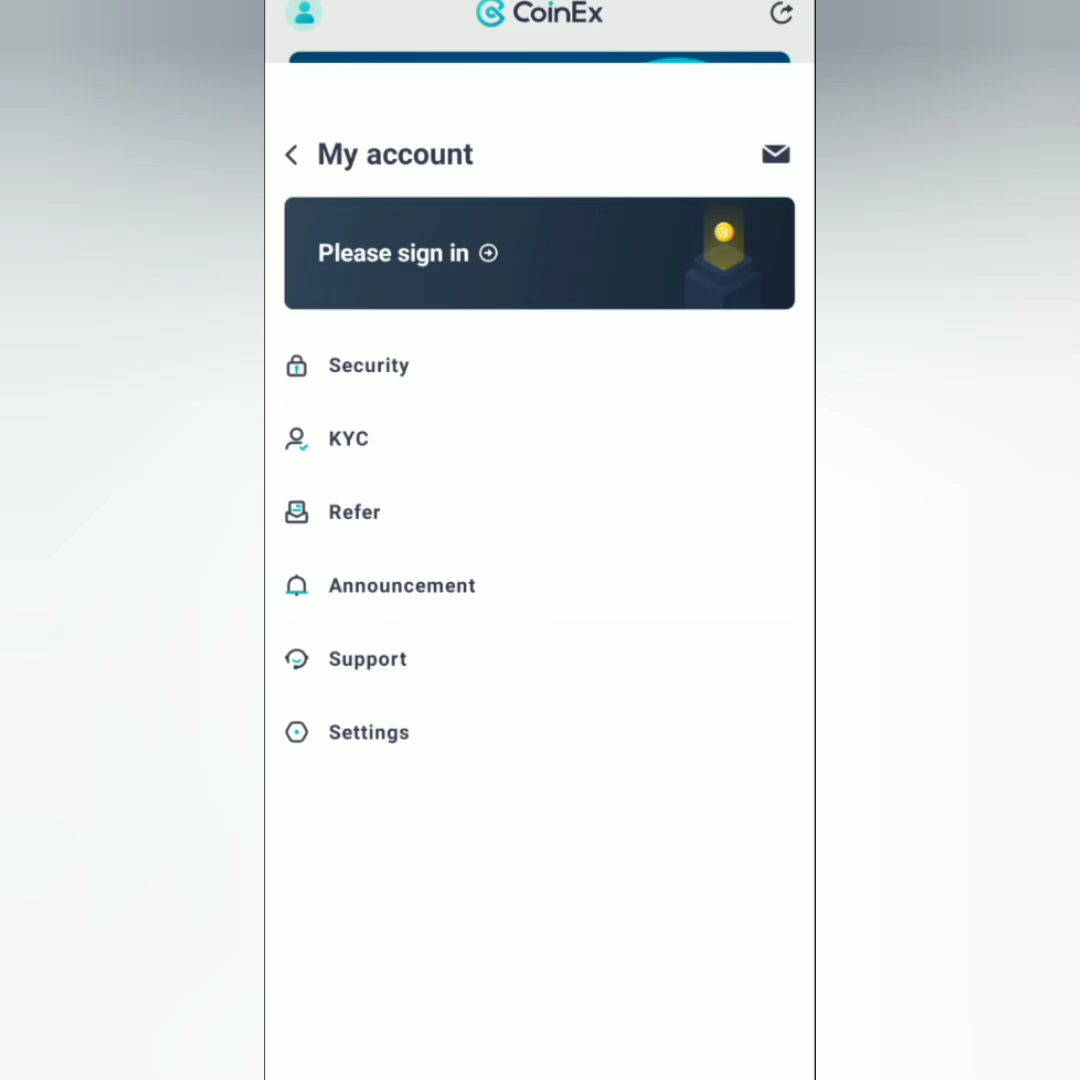 CoinEx
My account
Please sign in
Security
KYC
Refer
Announcement
Support
Settings